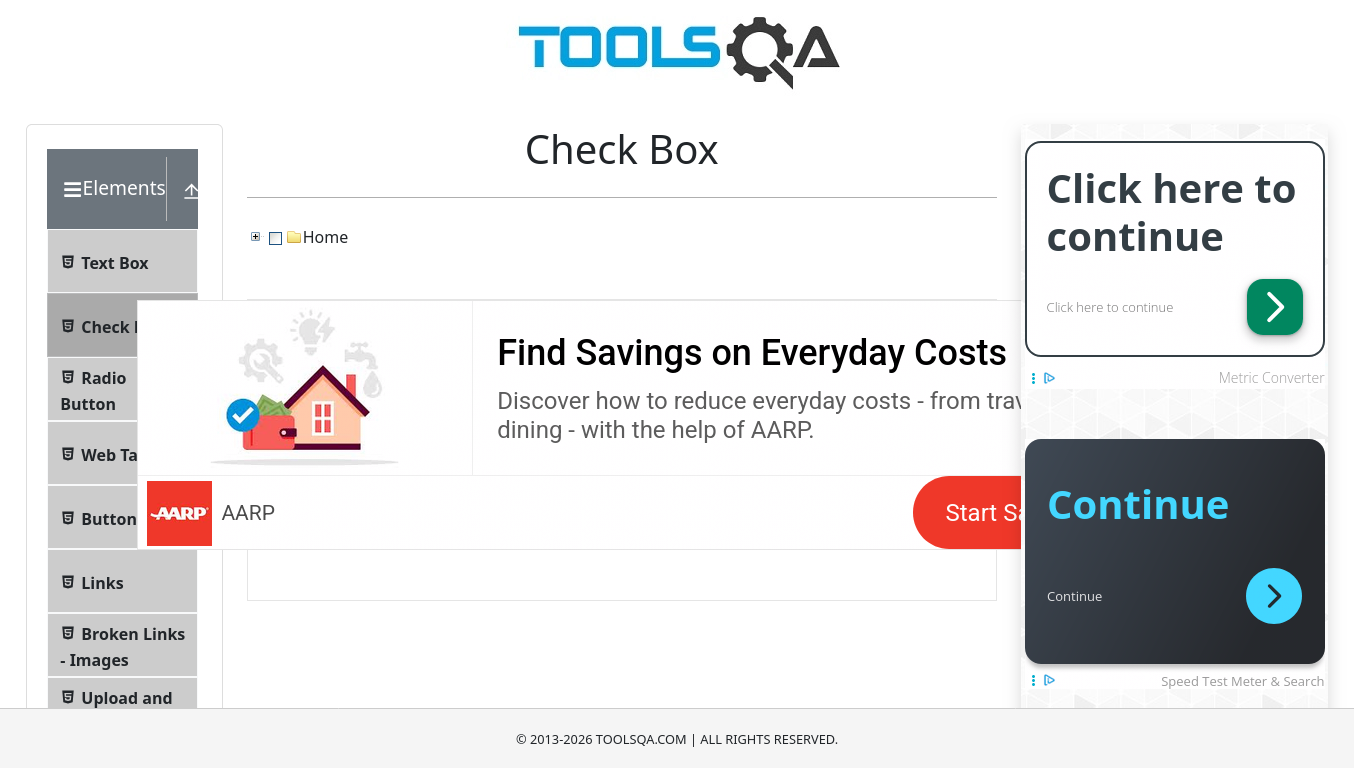 TOOLSQA
Elements
Text Box
Check
Radio
Button
Web Ta
Button
Links
Broken Links
- Images
Upload and
Check Box
Home
Find Savings on Everyday Costs
Discover how to reduce everyday costs - from trav
dining - with the help of AARP.
AARP
AARP
Start Sa
Click here to
continue
Click here to continue
Metric Converter
Continue
Continue
Speed Test Meter & Search
© 2013-2026 TOOLSQA.COM | ALL RIGHTS RESERVED.